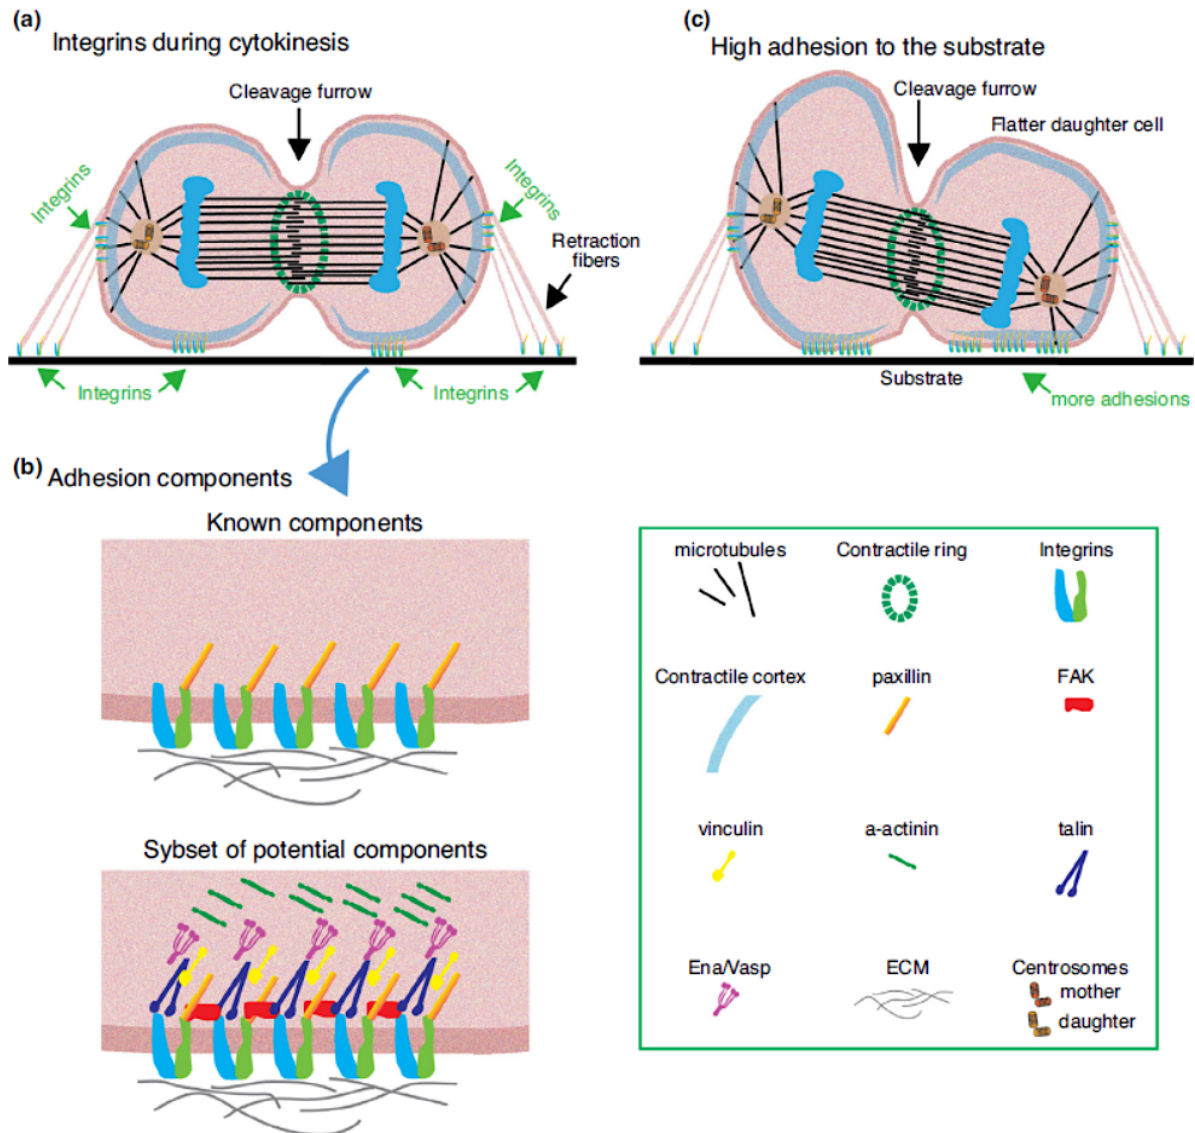 (a)
Integrins during cytokinesis
Cleavage furrow
Integrins
Integrins
Retraction
fibers
Integrins
Integrins
(c)
High adhesion to the substrate
Cleavage furrow
Flatter daughter cell
Substrate
more adhesions
(b)
Adhesion components
Known components
Sybset of potential components
microtubules
Contractile ring
Integrins
Contractile cortex
paxillin
FAK
vinculin
a-actinin
talin
Ena/Vasp
ECM
Centrosomes
mother
daughter